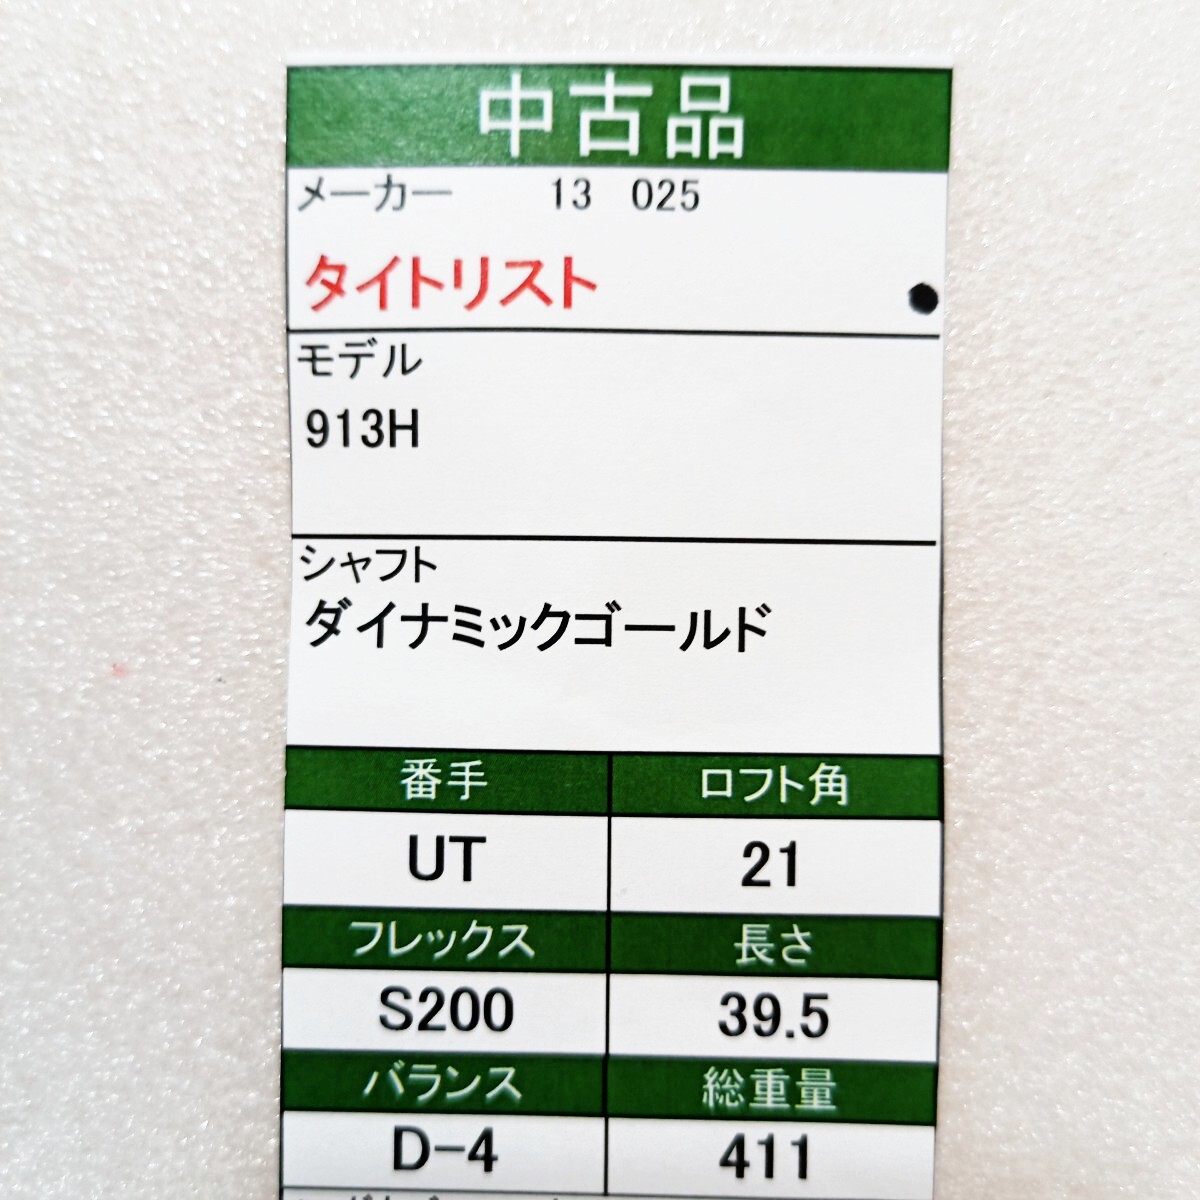 中古品
メーカー 13 025
タイトリスト
モデル
913H
シャフト
ダイナミックゴールド
番手 ロフト角
UT 21
フレックス 長さ
S200 39.5
バランス 総重量
D-4 411